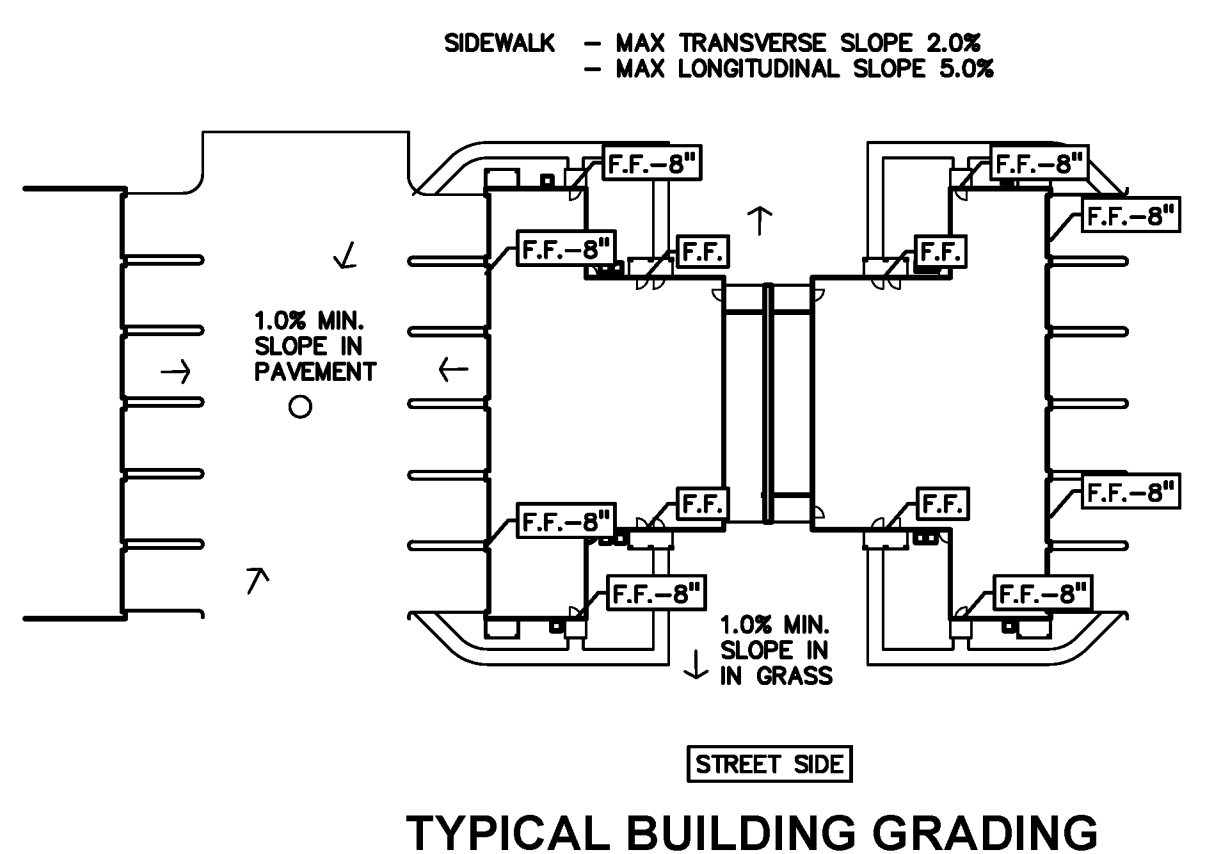 SIDEWALK - MAX TRANSVERSE SLOPE 2.0%
- MAX LONGITUDINAL SLOPE 5.0%
F.F.-8"
F.F.-8"
F.F.-8"
F.F.-8"
F.F.
F.F.
1.0% MIN.
SLOPE IN
PAVEMENT
F.F.-8"
F.F.
F.F.
F.F.-8"
F.F.-8"
F.F.-8"
1.0% MIN.
SLOPE IN
IN GRASS
STREET SIDE
TYPICAL BUILDING GRADING